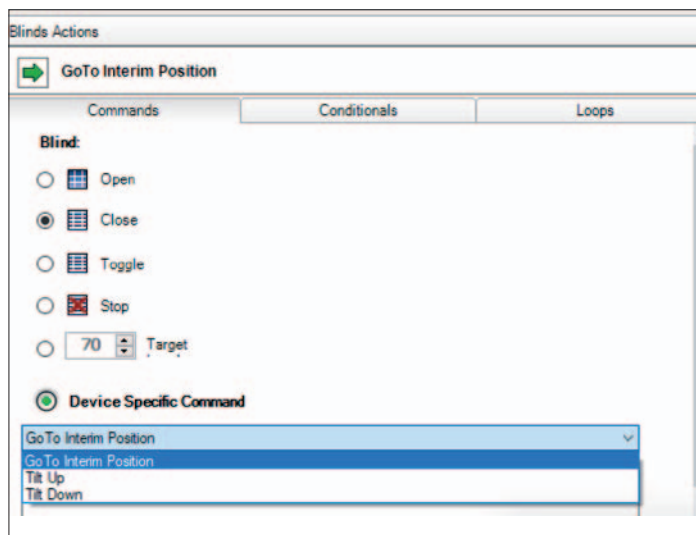 Blinds Actions
GoTo Interim Position
Commands Conditionals Loops
Blind:
Open
Close
Toggle
Stop
70 Target
Device Specific Command
GoTo Interim Position
GoTo Interim Position
Tilt Up
Tilt Down